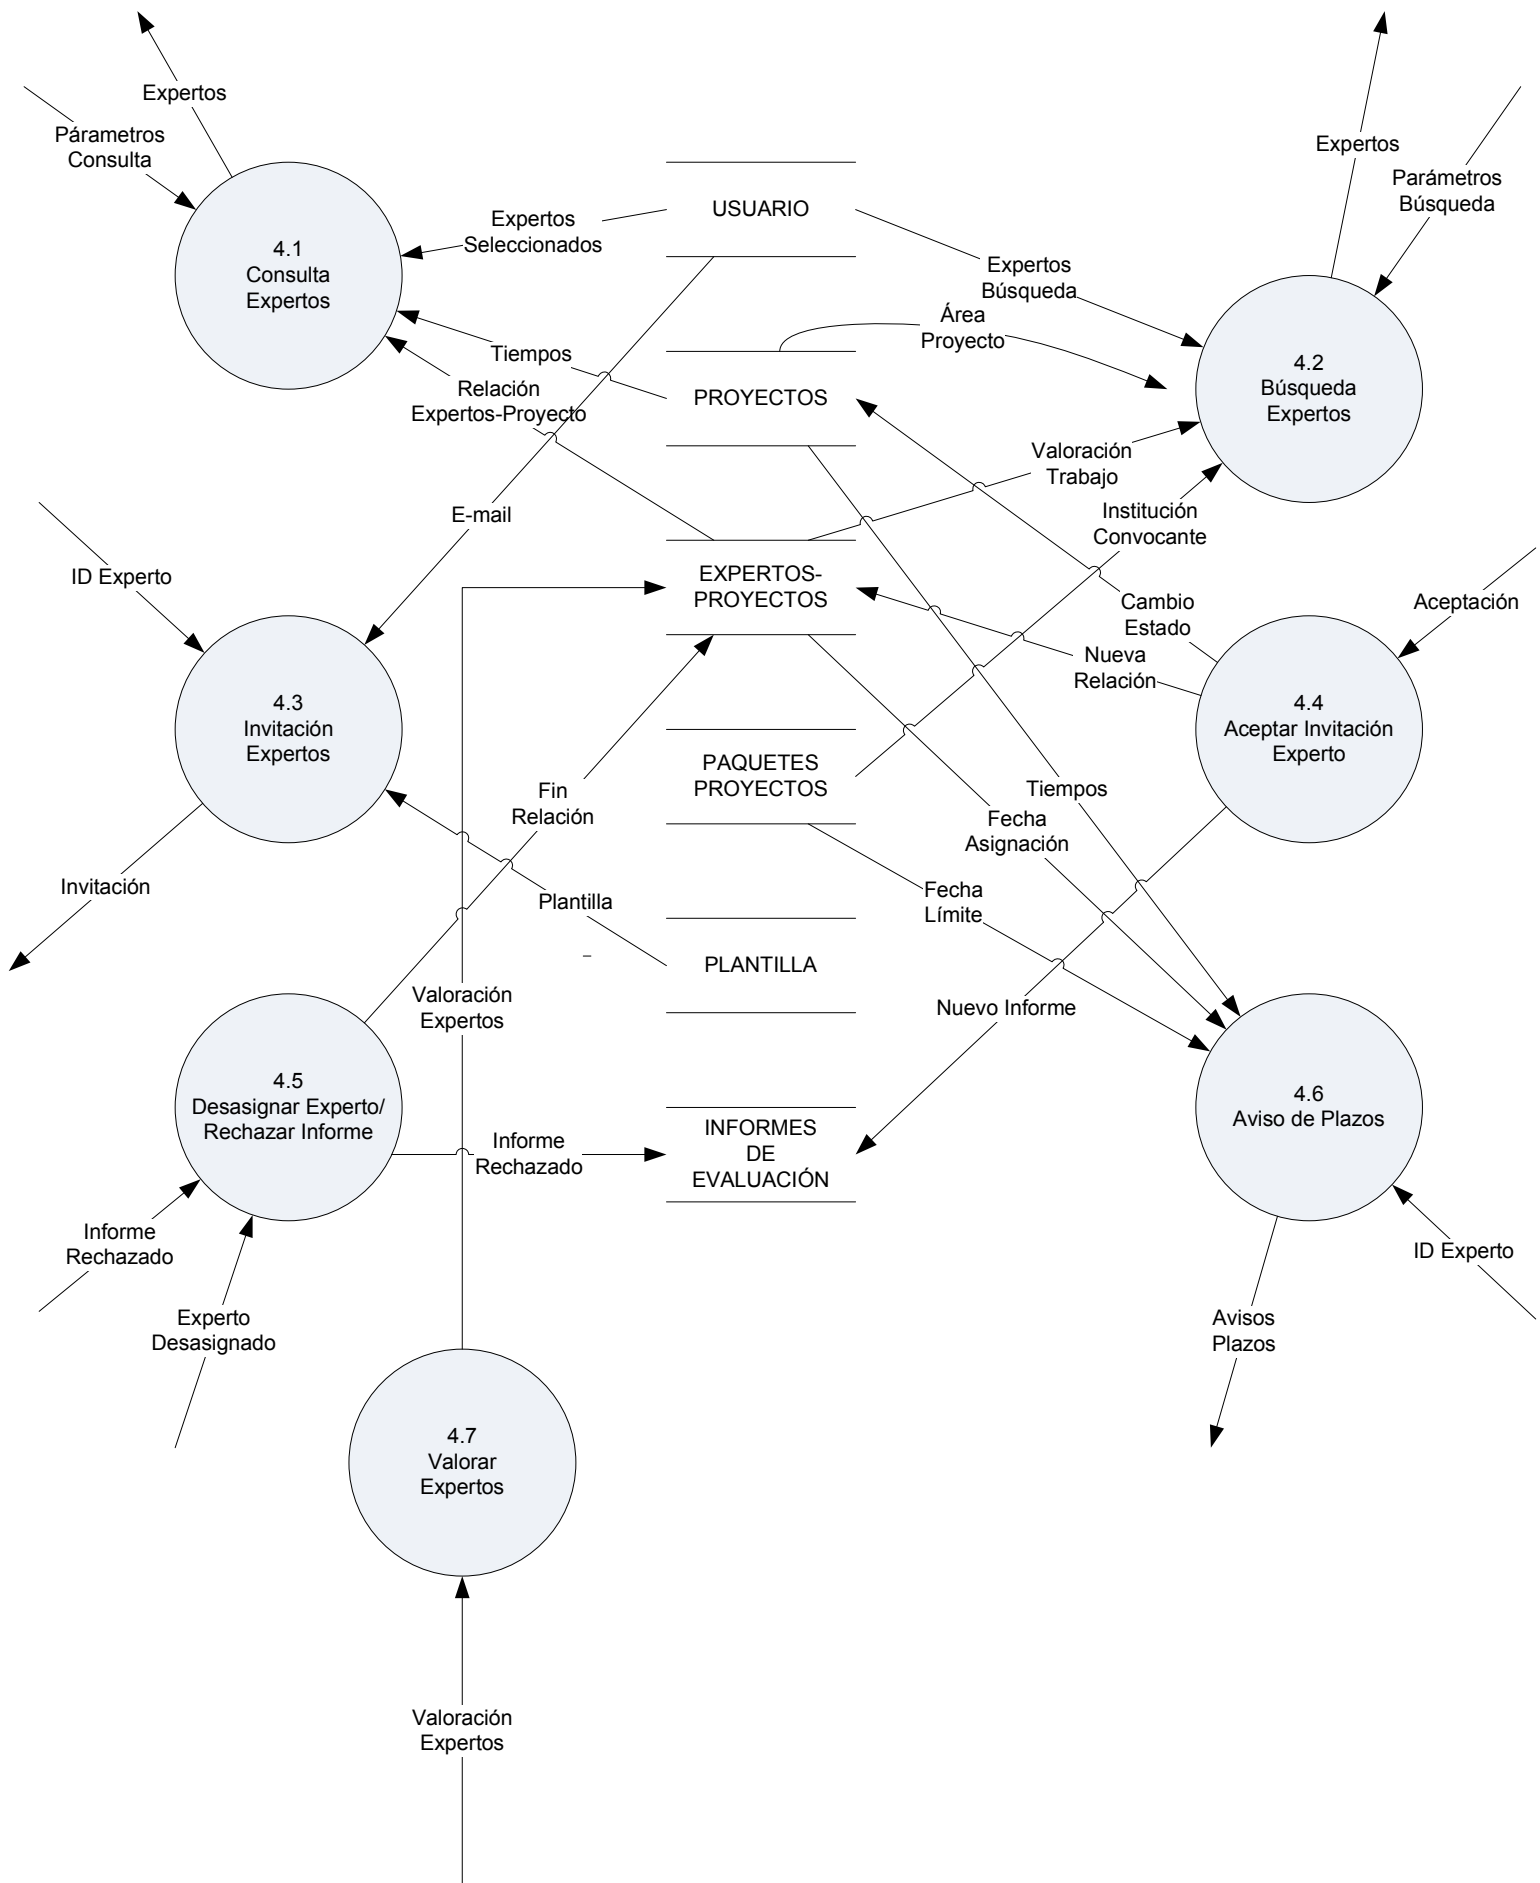 Expertos
Párametros
Consulta
Expertos
Parámetros
Búsqueda
USUARIO
Expertos
Seleccionados
4.1
Consulta
Expertos
Expertos
Búsqueda
Área
Proyecto
Tiempos
Relación
Expertos-Proyecto
PROYECTOS
4.2
Búsqueda
Expertos
Valoración
Trabajo
E-mail
Institución
Convocante
ID Experto
EXPERTOS-
PROYECTOS
Cambio
Estado
Aceptación
Nueva
Relación
4.3
Invitación
Expertos
4.4
Aceptar Invitación
Experto
PAQUETES
PROYECTOS
Fin
Relación
Tiempos
Fecha
Asignación
Invitación
Plantilla
Fecha
Límite
PLANTILLA
Valoración
Expertos
Nuevo Informe
4.5
Desasignar Experto/
Rechazar Informe
4.6
Aviso de Plazos
Informe
Rechazado
INFORMES
DE
EVALUACIÓN
Informe
Rechazado
ID Experto
Experto
Desasignado
Avisos
Plazos
4.7
Valorar
Expertos
Valoración
Expertos